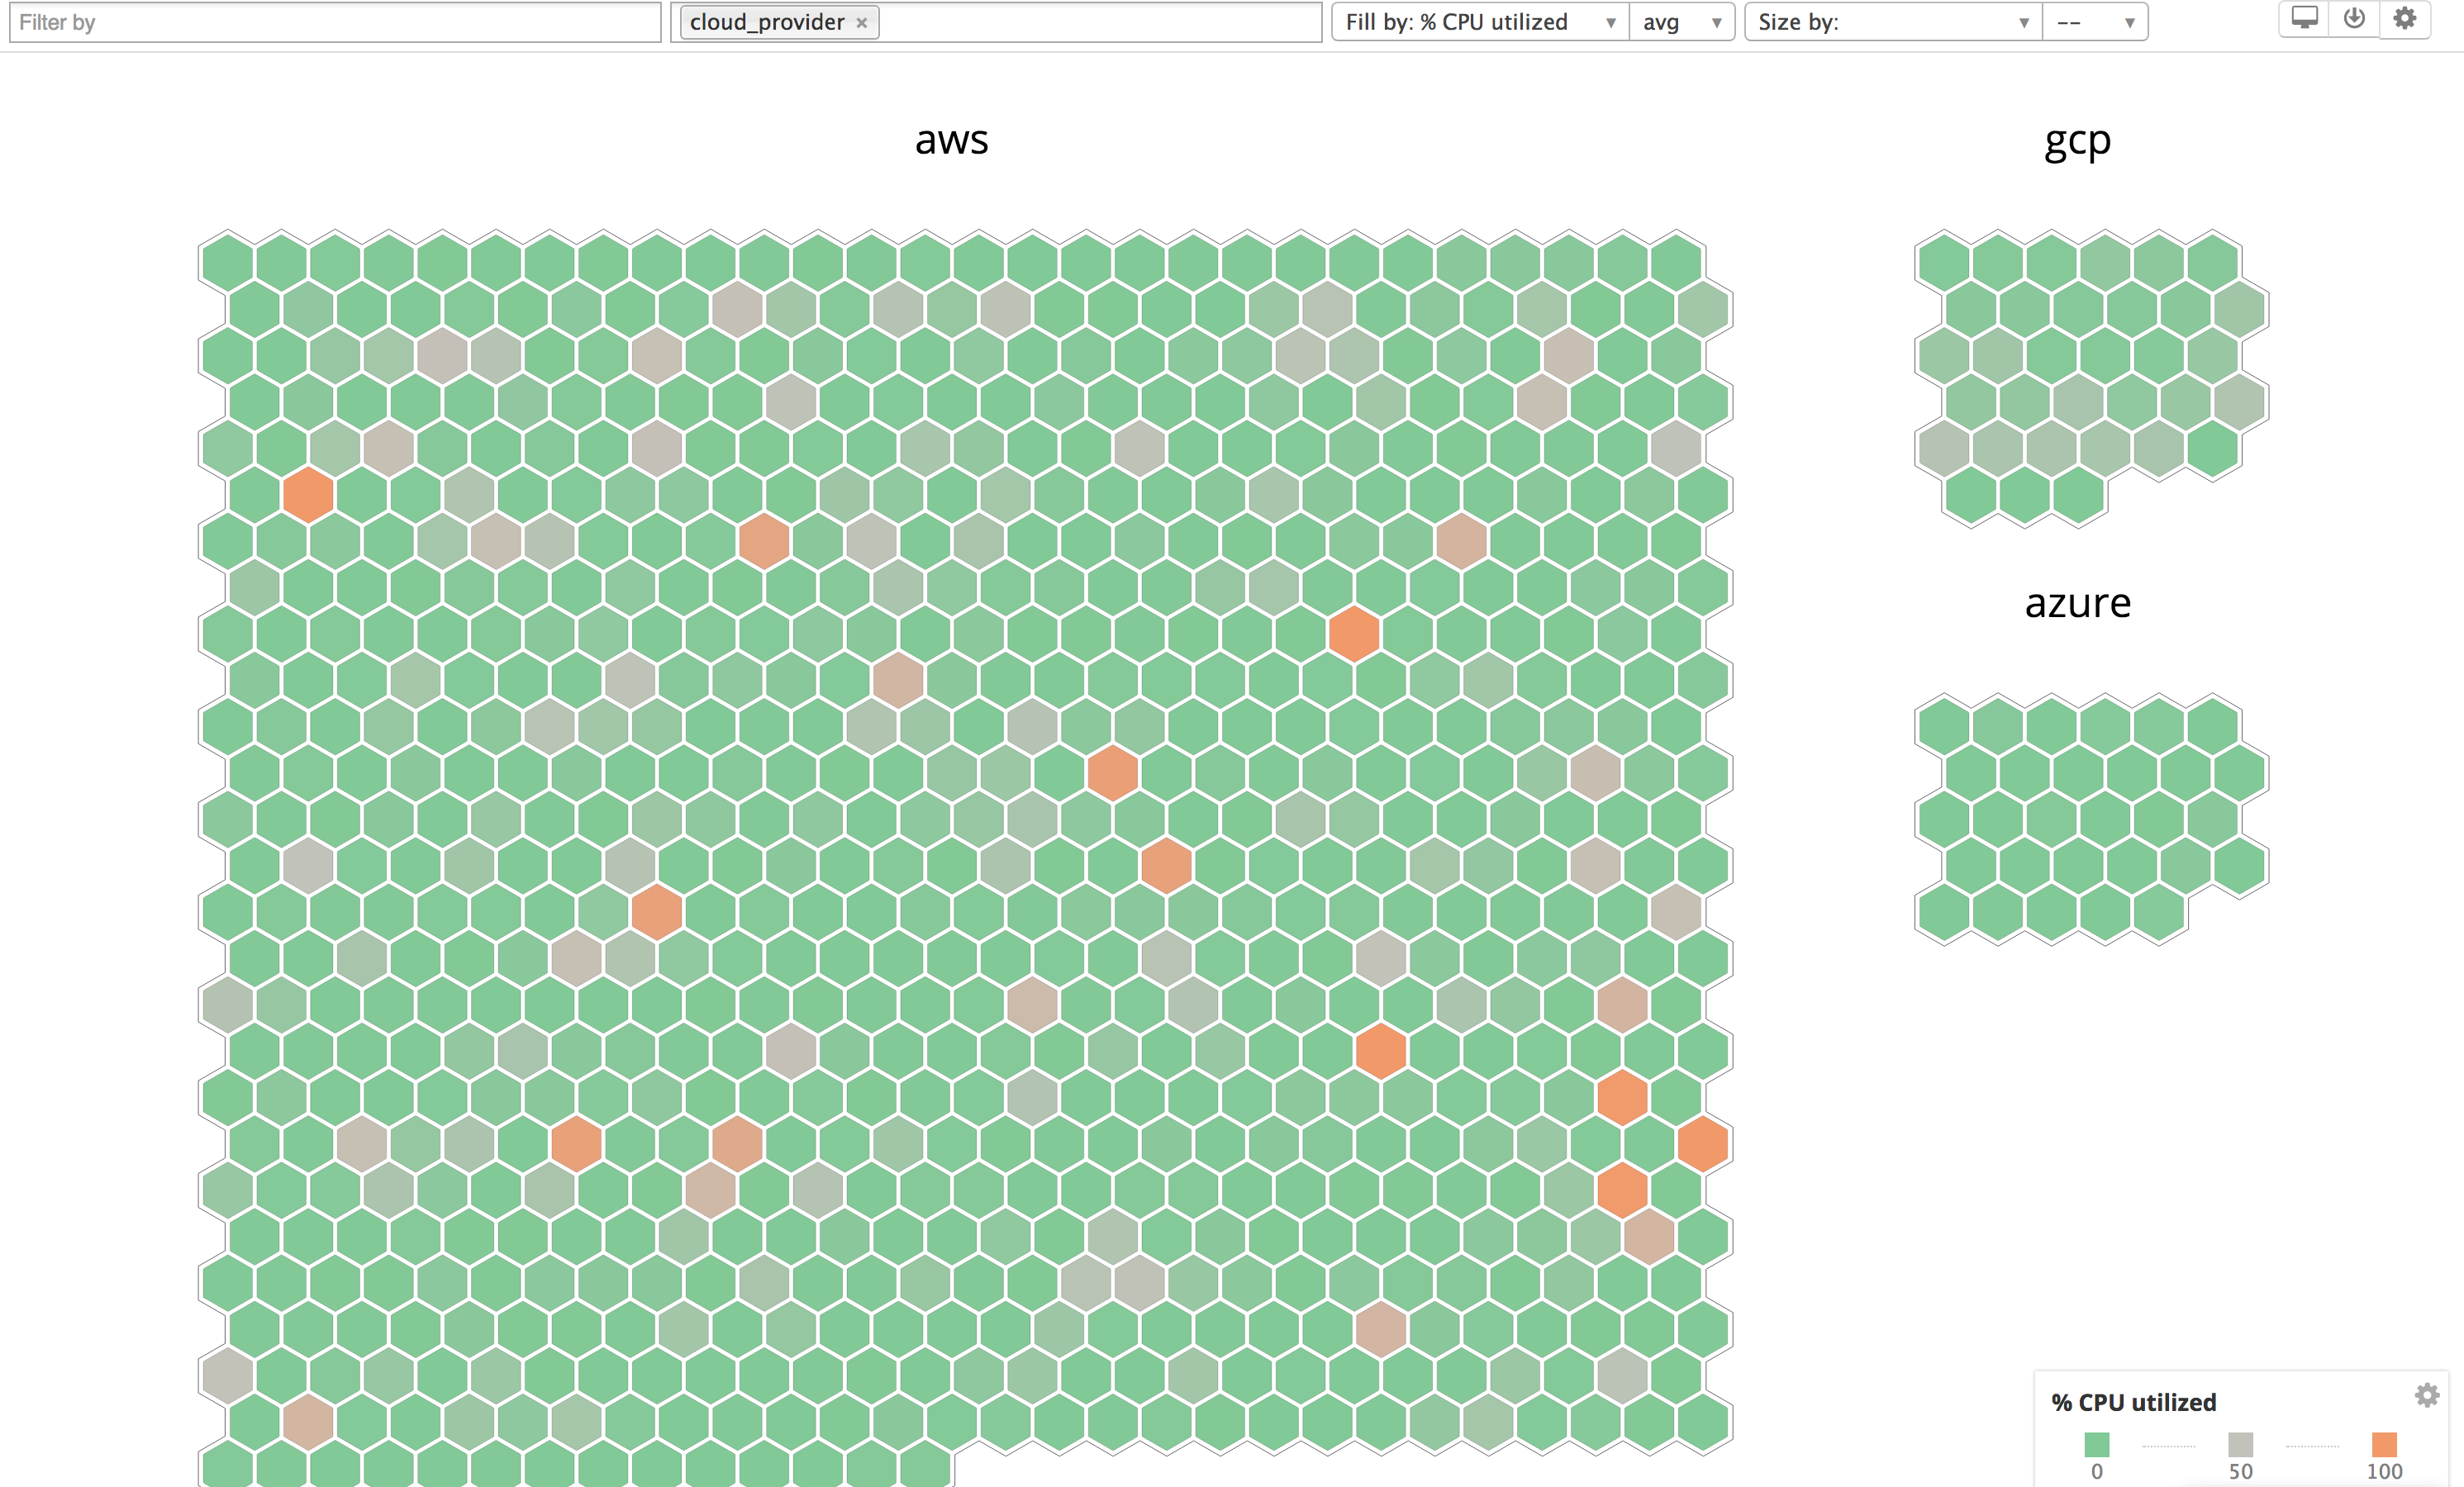 Filter by
cloud_provider ×
Fill by: % CPU utilized
avg
Size by:
--
aws
gcp
azure
% CPU utilized
0
50
100